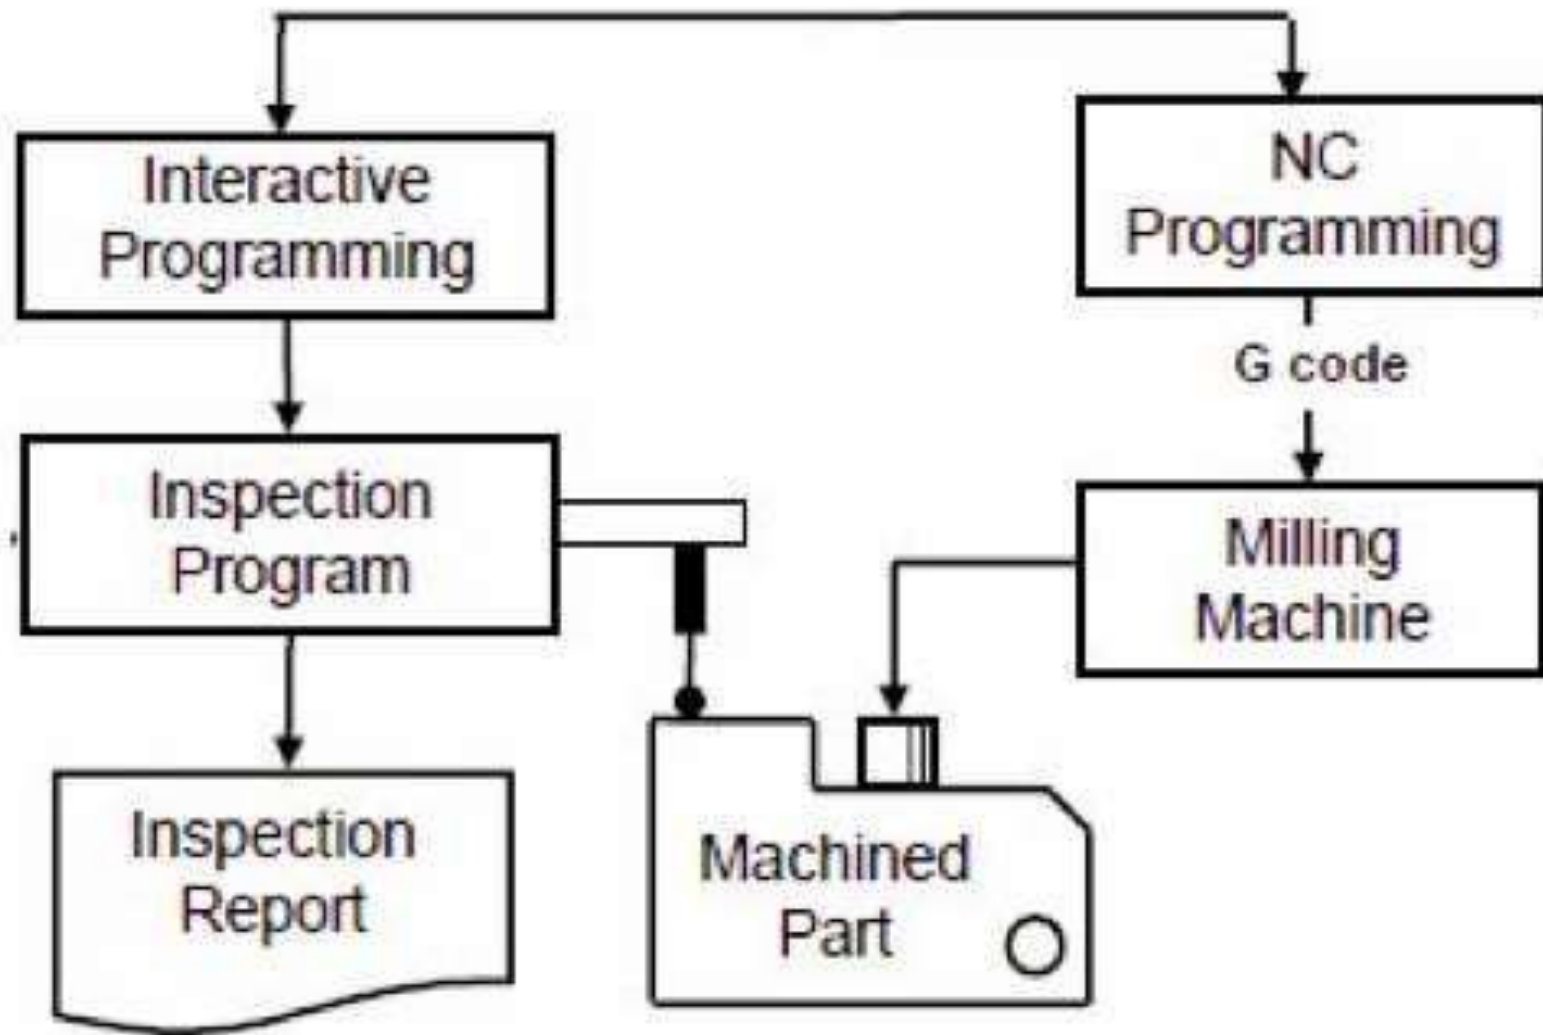 Interactive
Programming
NC
Programming
G code
Inspection
Program
Milling
Machine
Inspection
Report
Machined
Part